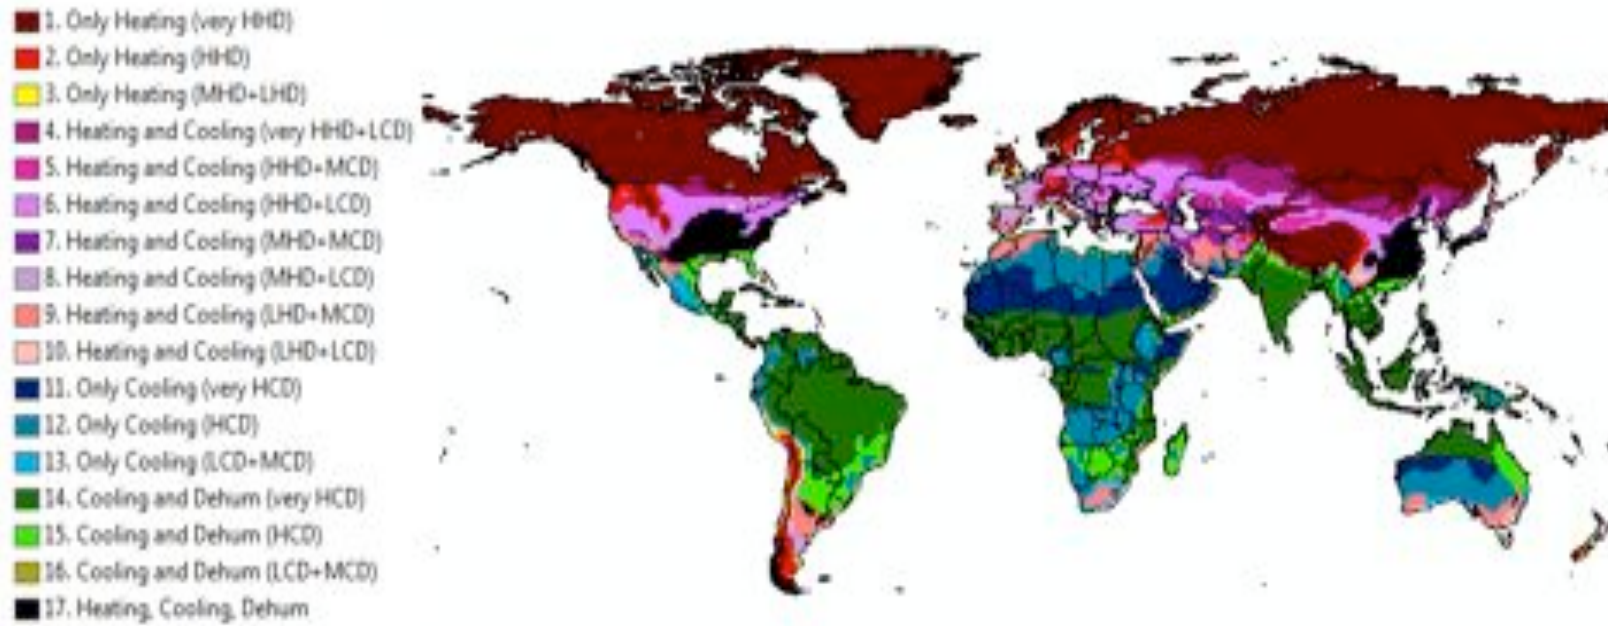 1. Only Heating (very HHD)
2. Only Heating (HHD)
3. Only Heating (MHD+LHD)
4. Heating and Cooling (very HHD+LCD)
5. Heating and Cooling (HHD+MCD)
6. Heating and Cooling (HHD+LCD)
7. Heating and Cooling (MHD+MCD)
8. Heating and Cooling (MHD+LCD)
9. Heating and Cooling (LHD+MCD)
10. Heating and Cooling (LHD+LCD)
11. Only Cooling (very HCD)
12. Only Cooling (HCD)
13. Only Cooling (LCD+MCD)
14. Cooling and Dehum (very HCD)
15. Cooling and Dehum (HCD)
16. Cooling and Dehum (LCD+MCD)
17. Heating, Cooling, Dehum